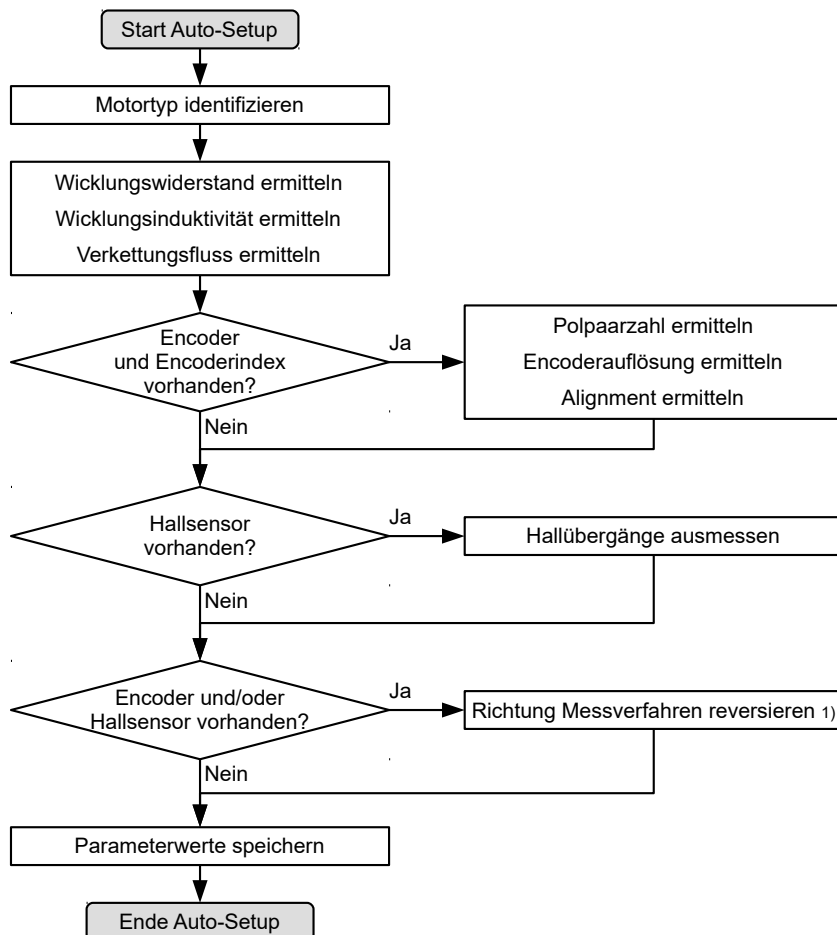 Start Auto-Setup
Motortyp identifizieren
Wicklungswiderstand ermitteln
Wicklungsinduktivität ermitteln
Verkettungsfluss ermitteln
Encoder
und Encoderindex
vorhanden?
Ja
Polpaarzahl ermitteln
Encoderauflösung ermitteln
Alignment ermitteln
Nein
Hallsensor
vorhanden?
Ja
Hallübergänge ausmessen
Nein
Encoder und/oder
Hallsensor vorhanden?
Ja
Richtung Messverfahren reversieren 1)
Nein
Parameterwerte speichern
Ende Auto-Setup